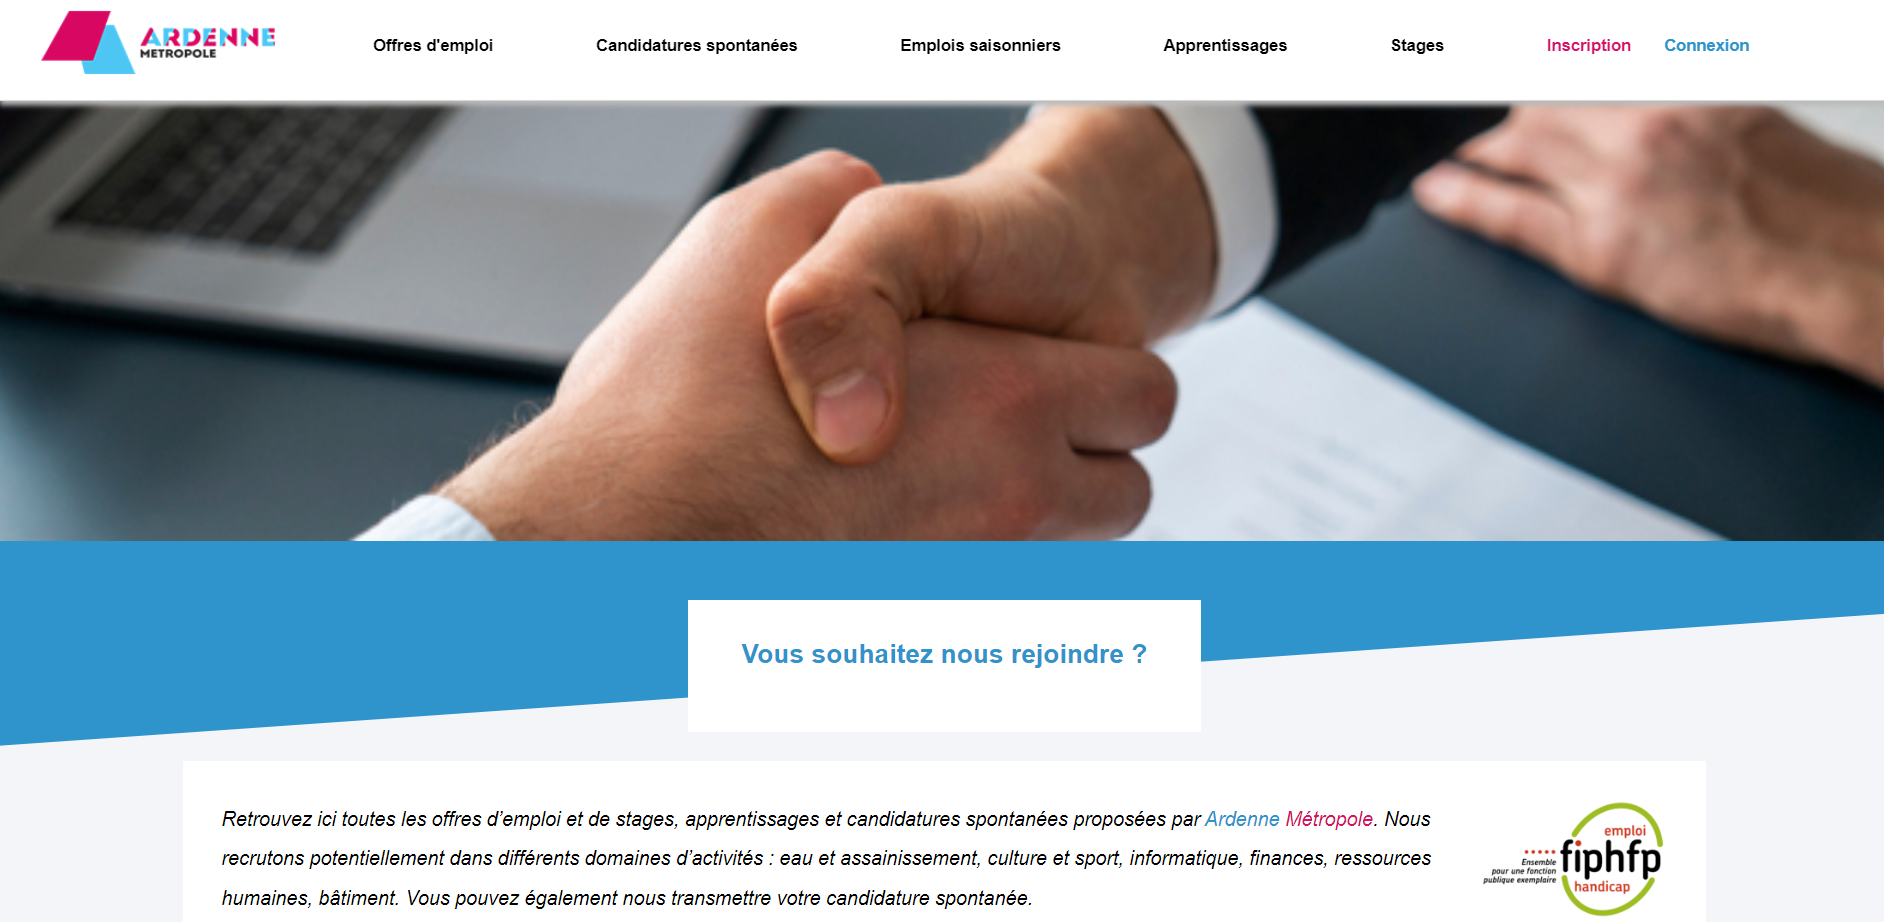 ARDENNE
METROPOLE
Offres d'emploi
Candidatures spontanées
Emplois saisonniers
Apprentissages
Stages
Inscription
Connexion
Vous souhaitez nous rejoindre ?
Retrouvez ici toutes les offres d’emploi et de stages, apprentissages et candidatures spontanées proposées par Ardenne Métropole. Nous
recrutons potentiellement dans différents domaines d’activités : eau et assainissement, culture et sport, informatique, finances, ressources
humaines, bâtiment. Vous pouvez également nous transmettre votre candidature spontanée.
emploi
fiphfp
handicap
Ensemble
pour une fonction
publique exemplaire